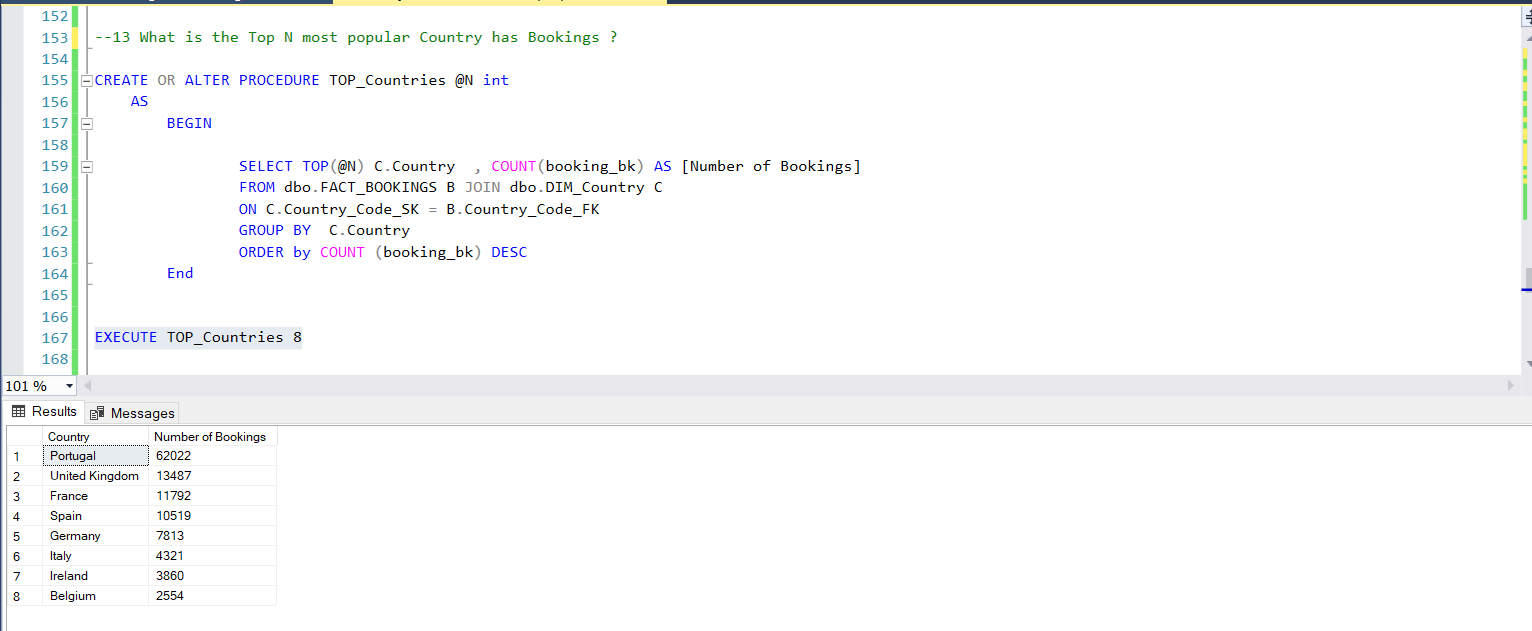 152
153 --13 What is the Top N most popular Country has Bookings ?
154
155 CREATE OR ALTER PROCEDURE TOP_Countries @N int
156 AS
157 BEGIN
158
159 SELECT TOP(@N) C.Country , COUNT(booking_bk) AS [Number of Bookings]
160 FROM dbo.FACT_BOOKINGS B JOIN dbo.DIM_Country C
161 ON C.Country_Code_SK = B.Country_Code_FK
162 GROUP BY C.Country
163 ORDER by COUNT (booking_bk) DESC
164 End
165
166
167 EXECUTE TOP_Countries 8
168
101 %
Results Messages
Country Number of Bookings
1 Portugal 62022
2 United Kingdom 13487
3 France 11792
4 Spain 10519
5 Germany 7813
6 Italy 4321
7 Ireland 3860
8 Belgium 2554